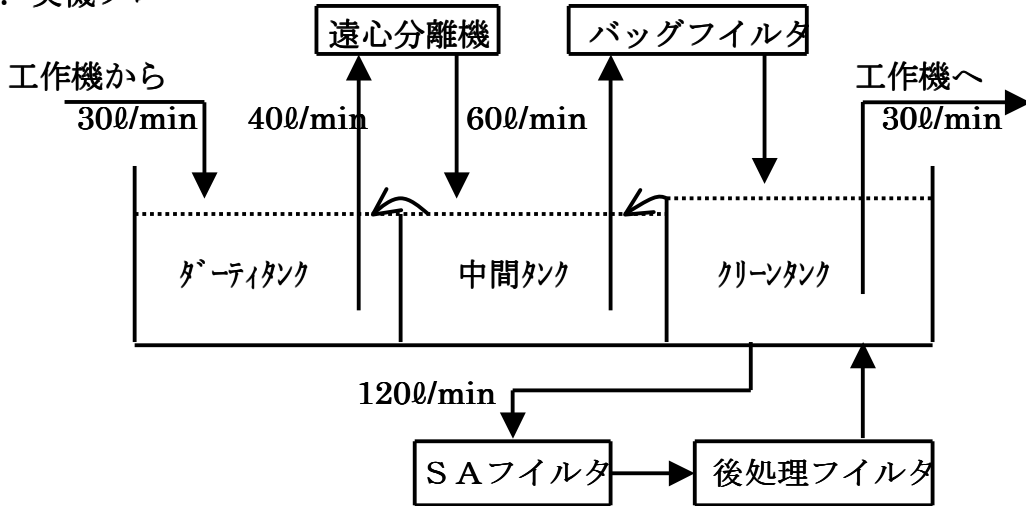 遠心分離機
バッグフイルタ
工作機から
工作機へ
30ℓ/min
40ℓ/min
60ℓ/min
30ℓ/min
ﾀﾞｰﾃｨﾀﾝｸ
中間ﾀﾝｸ
ｸﾘｰﾝﾀﾝｸ
120ℓ/min
ＳＡフイルタ
後処理フイルタ